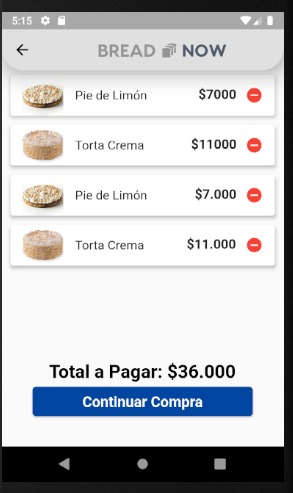 5:15
BREAD NOW
Pie de Limón $7000
Torta Crema $11000
Pie de Limón $7.000
Torta Crema $11.000
Total a Pagar: $36.000
Continuar Compra